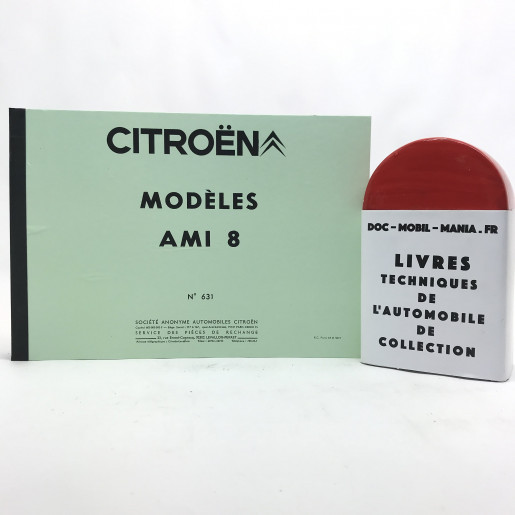 CITROËN
MODÈLES
AMI 8
N° 631
SOCIÉTÉ ANONYME AUTOMOBILES CITROËN
SERVICE DES PIÈCES DE RECHANGE
DOC-MOBIL-MANIA.FR
LIVRES
TECHNIQUES
DE
L'AUTOMOBILE
DE
COLLECTION